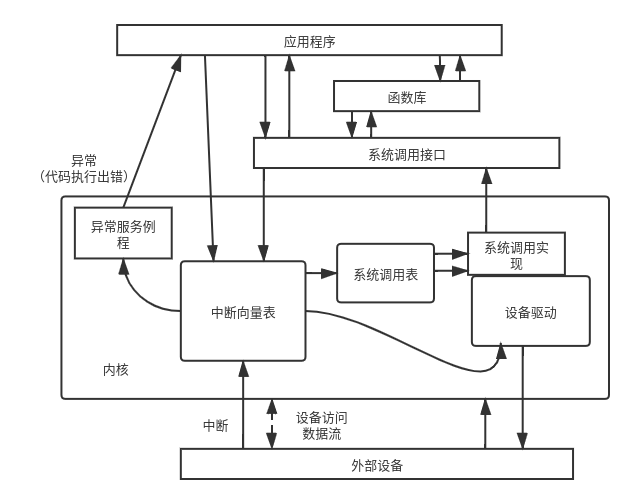 应用程序
函数库
系统调用接口
异常
（代码执行出错）
异常服务例
程
系统调用实
现
系统调用表
中断向量表
设备驱动
内核
中断
设备访问
数据流
外部设备